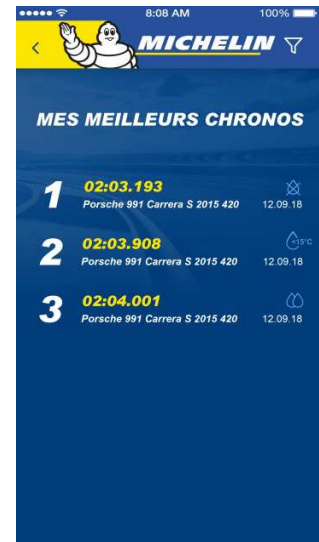 8:08 AM 100%
MICHELIN
MES MEILLEURS CHRONOS
1 02:03.193
Porsche 991 Carrera S 2015 420 12.09.18
2 02:03.908 <15°C
Porsche 991 Carrera S 2015 420 12.09.18
3 02:04.001
Porsche 991 Carrera S 2015 420 12.09.18